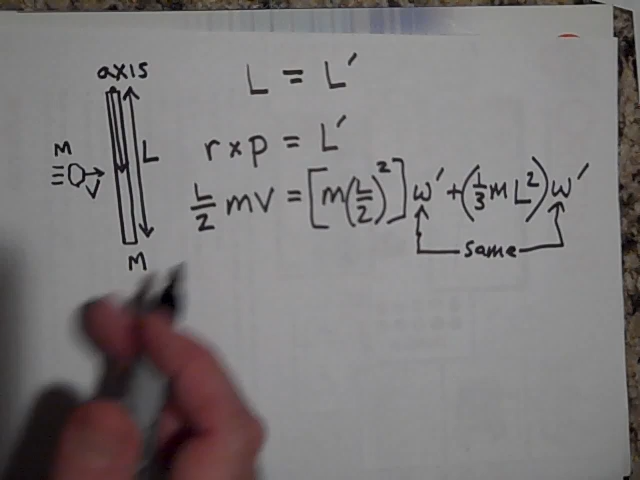 axis
L = L′
M
L
V
M
r × p = L′
L/2 mv = [m(L/2)²] ω′ + (1/3 m L²) ω′
same